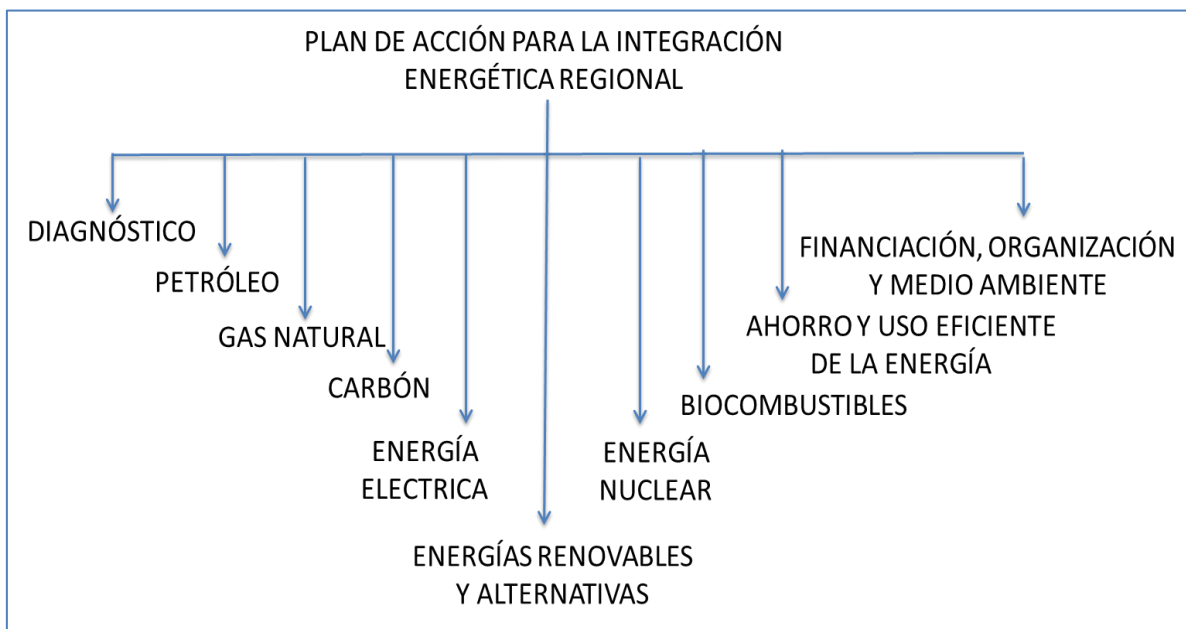 PLAN DE ACCIÓN PARA LA INTEGRACIÓN
ENERGÉTICA REGIONAL
DIAGNÓSTICO
PETRÓLEO
GAS NATURAL
CARBÓN
ENERGÍA
ELECTRICA
ENERGÍAS RENOVABLES
Y ALTERNATIVAS
ENERGÍA
NUCLEAR
BIOCOMBUSTIBLES
AHORRO Y USO EFICIENTE
DE LA ENERGÍA
FINANCIACIÓN, ORGANIZACIÓN
Y MEDIO AMBIENTE